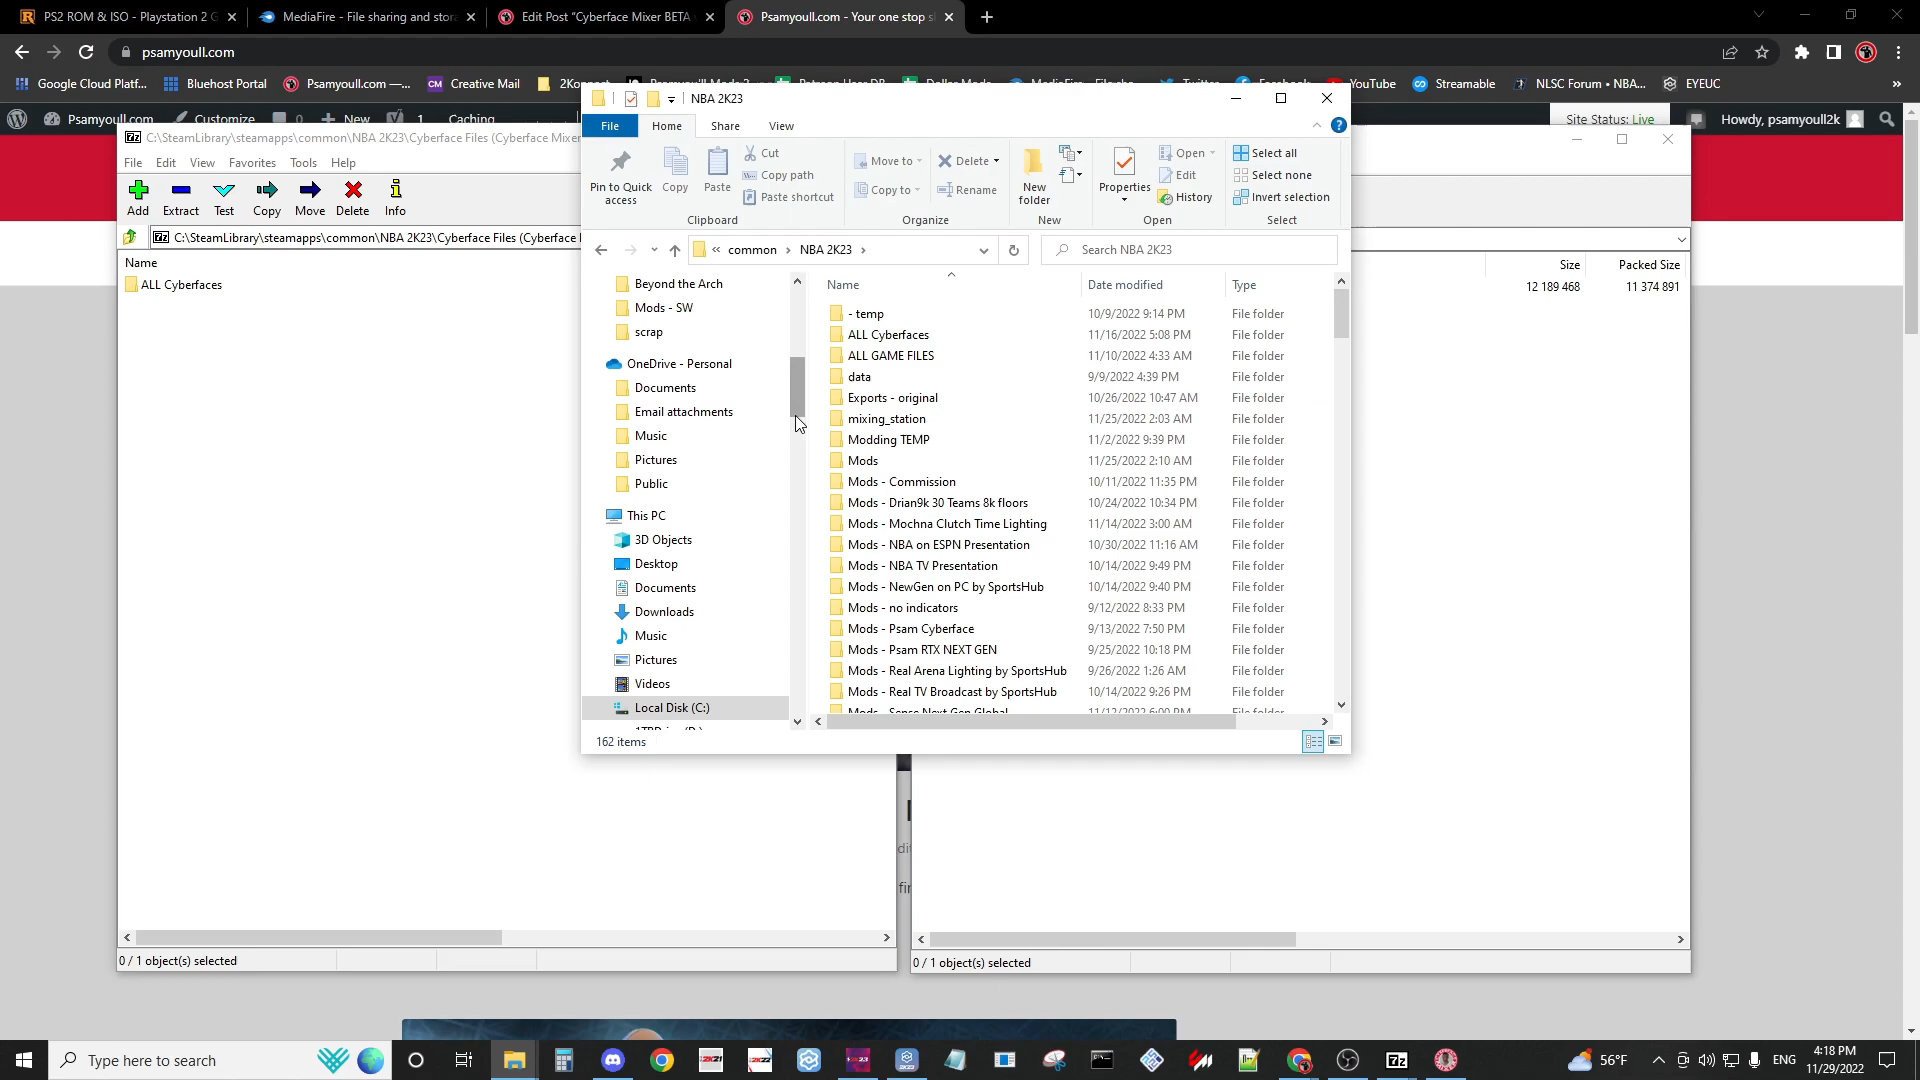 PS2 ROM & ISO - Playstation 2 G
MediaFire - File sharing and stor
Edit Post "Cyberface Mixer BETA
Psamyoull.com - Your one stop s
psamyoull.com
Google Cloud Platf...
Bluehost Portal
Psamyoull.com —...
Creative Mail
YouTube
Streamable
NLSC Forum • NBA...
EYEUC
»
Psamyoull.com
Customize
0
New
1
Caching
Site Status: Live
Howdy, psamyoull2k
C:\SteamLibrary\steamapps\common\NBA 2K23\Cyberface Files (Cyberface Mixer
File Edit View Favorites Tools Help
Add Extract Test Copy Move Delete Info
C:\SteamLibrary\steamapps\common\NBA 2K23\Cyberface Files (Cyberface
Name
ALL Cyberfaces
0 / 1 object(s) selected
NBA 2K23
File Home Share View
Pin to Quick access
Copy
Paste
Cut
Copy path
Paste shortcut
Clipboard
Move to
Copy to
Delete
Rename
Organize
New folder
New
Properties
Open
Edit
History
Open
Select all
Select none
Invert selection
Select
« common › NBA 2K23 ›
Search NBA 2K23
Beyond the Arch
Mods - SW
scrap
OneDrive - Personal
Documents
Email attachments
Music
Pictures
Public
This PC
3D Objects
Desktop
Documents
Downloads
Music
Pictures
Videos
Local Disk (C:)
Name Date modified Type
- temp 10/9/2022 9:14 PM File folder
ALL Cyberfaces 11/16/2022 5:08 PM File folder
ALL GAME FILES 11/10/2022 4:33 AM File folder
data 9/9/2022 4:39 PM File folder
Exports - original 10/26/2022 10:47 AM File folder
mixing_station 11/25/2022 2:03 AM File folder
Modding TEMP 11/2/2022 9:39 PM File folder
Mods 11/25/2022 2:10 AM File folder
Mods - Commission 10/11/2022 11:35 PM File folder
Mods - Drian9k 30 Teams 8k floors 10/24/2022 10:34 PM File folder
Mods - Mochna Clutch Time Lighting 11/14/2022 3:00 AM File folder
Mods - NBA on ESPN Presentation 10/30/2022 11:16 AM File folder
Mods - NBA TV Presentation 10/14/2022 9:49 PM File folder
Mods - NewGen on PC by SportsHub 10/14/2022 9:40 PM File folder
Mods - no indicators 9/12/2022 8:33 PM File folder
Mods - Psam Cyberface 9/13/2022 7:50 PM File folder
Mods - Psam RTX NEXT GEN 9/25/2022 10:18 PM File folder
Mods - Real Arena Lighting by SportsHub 9/26/2022 1:26 AM File folder
Mods - Real TV Broadcast by SportsHub 10/14/2022 9:26 PM File folder
Mods - Sense Next Gen Global 11/12/2022 6:00 PM File folder
162 items
Size Packed Size
12 189 468 11 374 891
0 / 1 object(s) selected
Type here to search
56°F
ENG
4:18 PM
11/29/2022